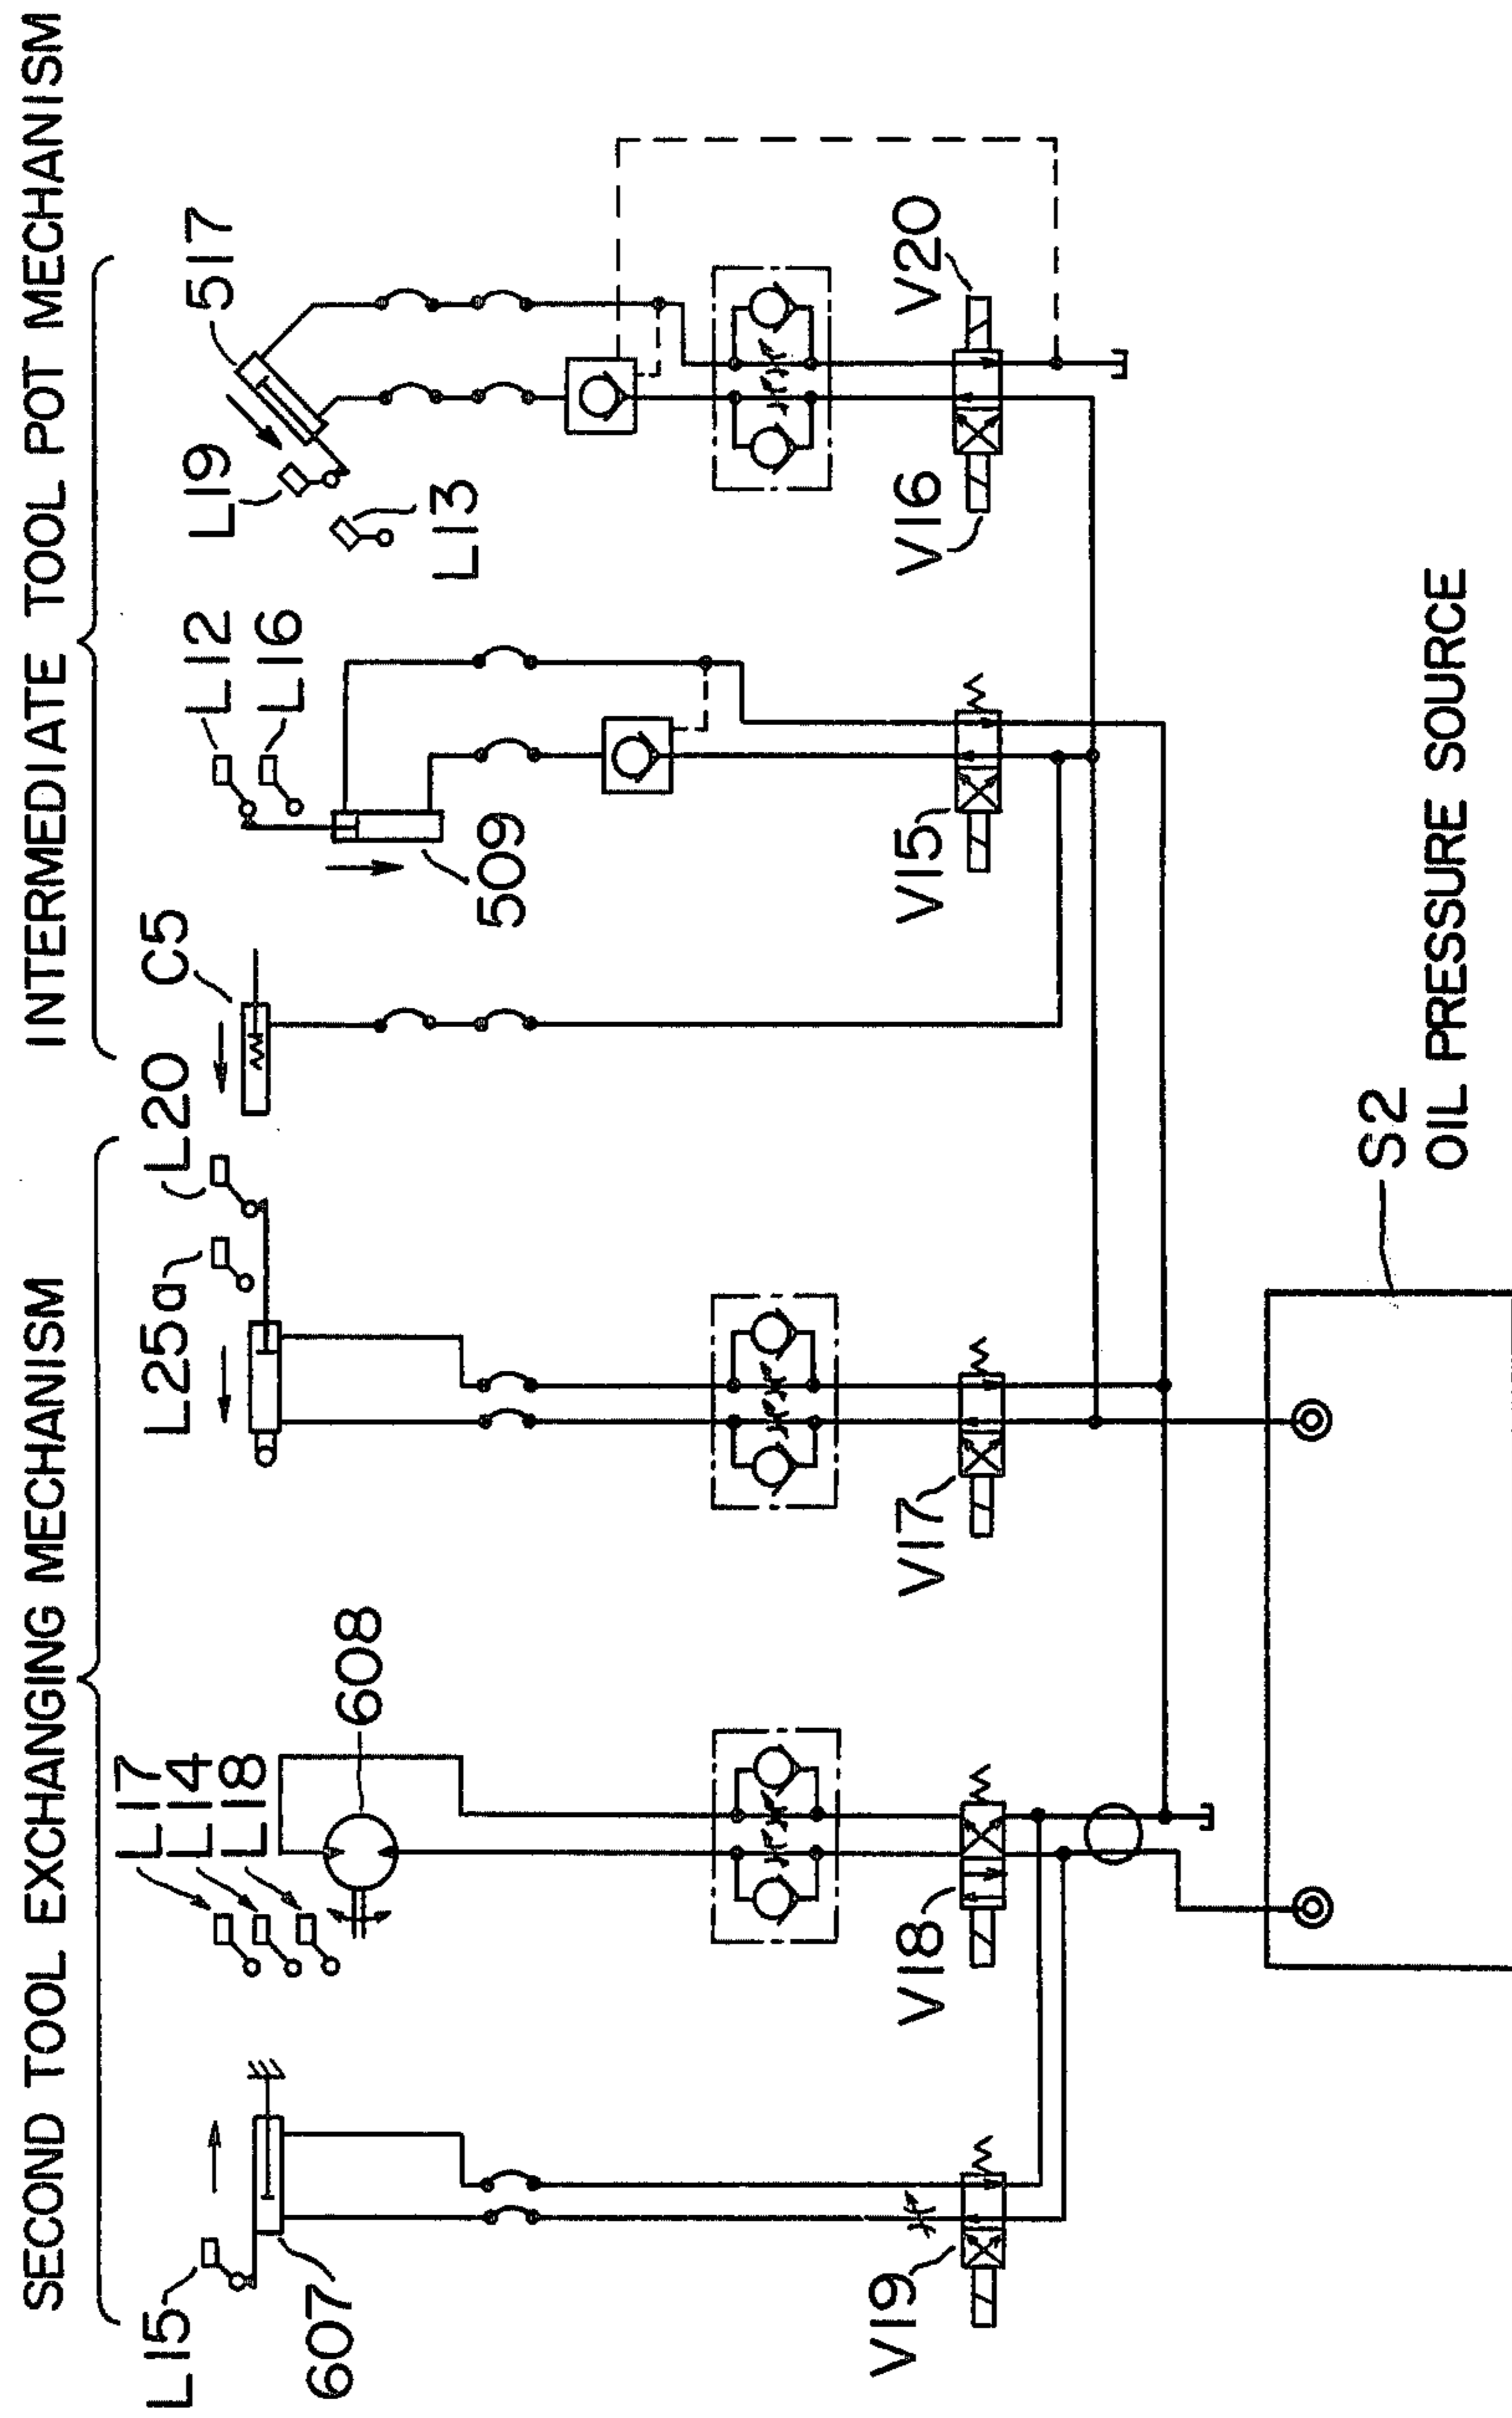 SECOND TOOL EXCHANGING MECHANISM
INTERMEDIATE TOOL POT MECHANISM
L15
607
L17
L14
L18
608
L25a
L20
C5
L12
L16
509
L19
517
L13
V19
V18
V17
V15
V16
V20
S2
OIL PRESSURE SOURCE